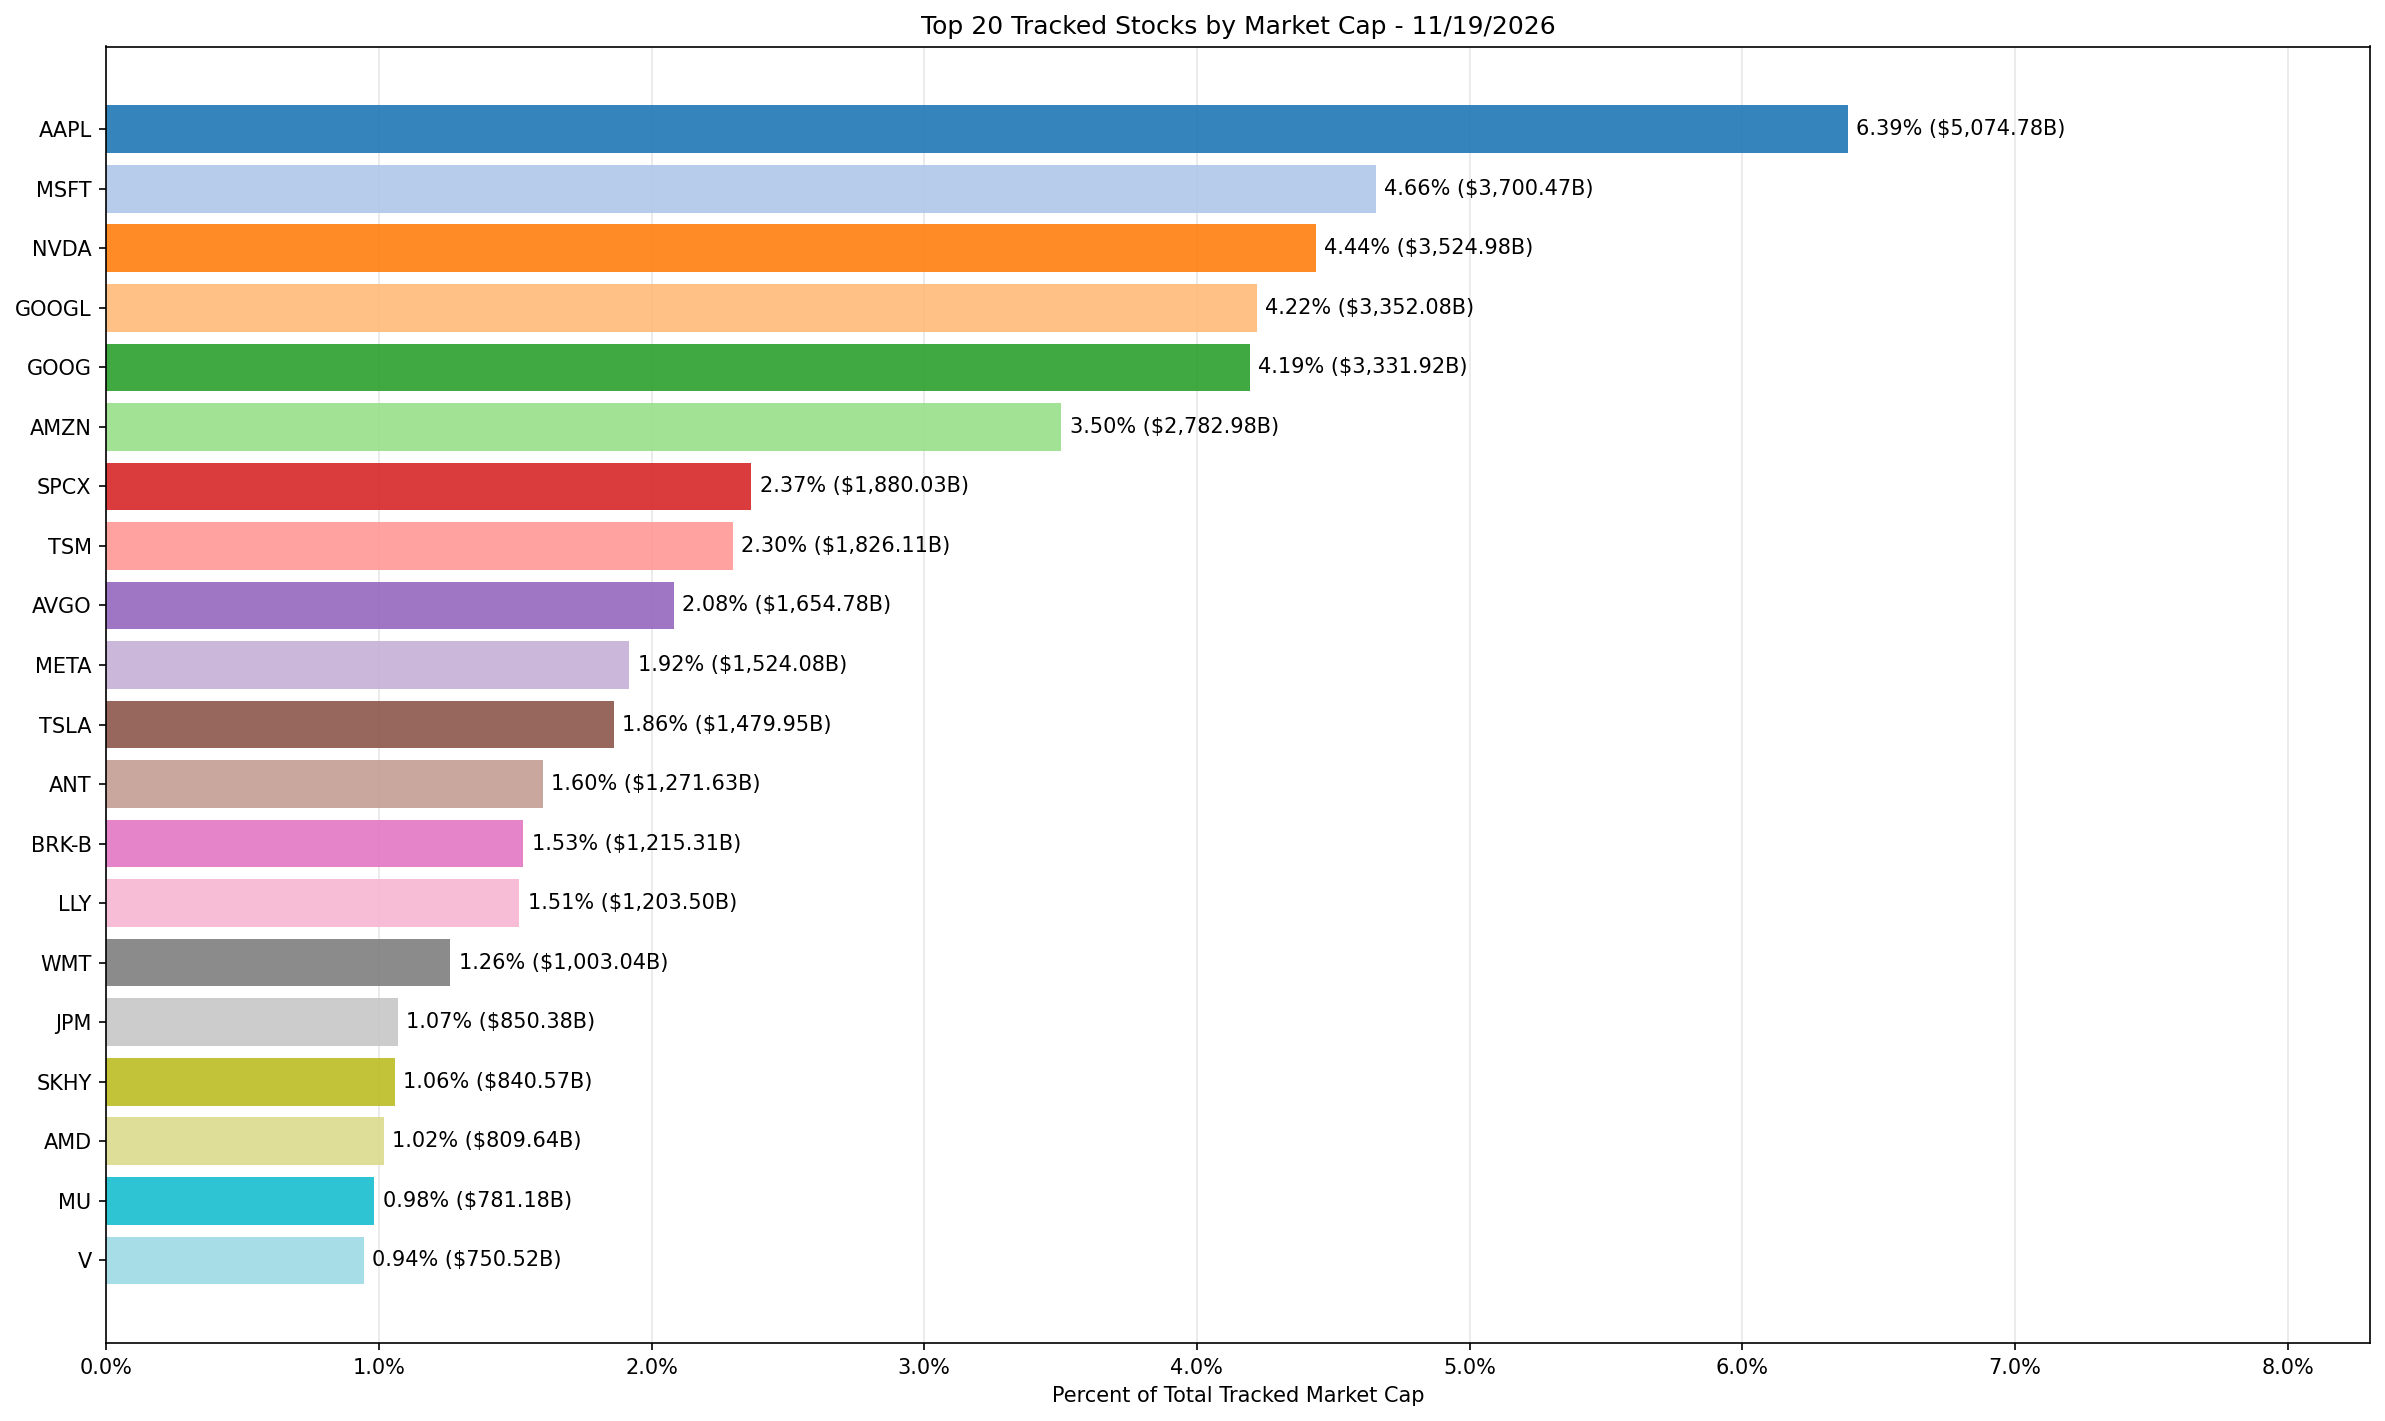 Top 20 Tracked Stocks by Market Cap - 11/19/2026
AAPL 6.39% ($5,074.78B)
MSFT 4.66% ($3,700.47B)
NVDA 4.44% ($3,524.98B)
GOOGL 4.22% ($3,352.08B)
GOOG 4.19% ($3,331.92B)
AMZN 3.50% ($2,782.98B)
SPCX 2.37% ($1,880.03B)
TSM 2.30% ($1,826.11B)
AVGO 2.08% ($1,654.78B)
META 1.92% ($1,524.08B)
TSLA 1.86% ($1,479.95B)
ANT 1.60% ($1,271.63B)
BRK-B 1.53% ($1,215.31B)
LLY 1.51% ($1,203.50B)
WMT 1.26% ($1,003.04B)
JPM 1.07% ($850.38B)
SKHY 1.06% ($840.57B)
AMD 1.02% ($809.64B)
MU 0.98% ($781.18B)
V 0.94% ($750.52B)
0.0% 1.0% 2.0% 3.0% 4.0% 5.0% 6.0% 7.0% 8.0%
Percent of Total Tracked Market Cap